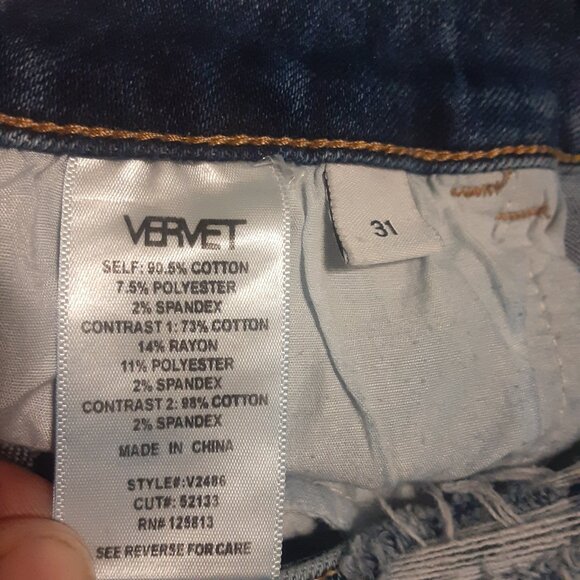 VERVET
SELF: 90.5% COTTON
7.5% POLYESTER
2% SPANDEX
CONTRAST 1: 73% COTTON
14% RAYON
11% POLYESTER
2% SPANDEX
CONTRAST 2: 98% COTTON
2% SPANDEX
MADE IN CHINA
STYLE#:V2486
CUT#: 52133
RN# 125813
SEE REVERSE FOR CARE
31